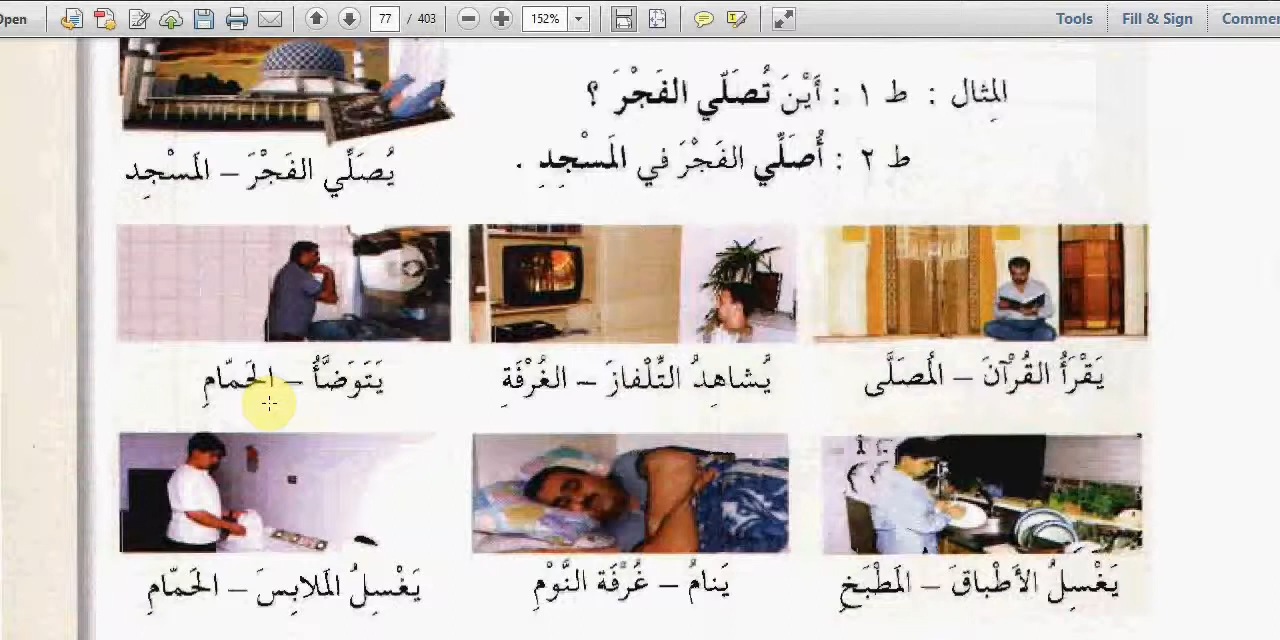 Open
77 / 403
152%
Tools
Fill & Sign
Commen
المِثال : ط ١ : أَيْنَ تُصَلّي الفَجْرَ ؟
ط ٢ : أُصَلِّي الفَجْرَ في المَسْجِدِ .
يُصَلِّي الفَجْرَ – المَسْجِد
يَقْرَأُ القُرْآنَ – المُصَلَّى
يُشاهِدُ التِّلْفازَ – الغُرْفَةِ
يَتَوَضَّأُ – الحَمّامِ
يَغْسِلُ الأَطْباقَ – المَطْبَخِ
يَنامُ – غُرْفَة النَّوْمِ
يَغْسِلُ المَلابِسَ – الحَمّامِ